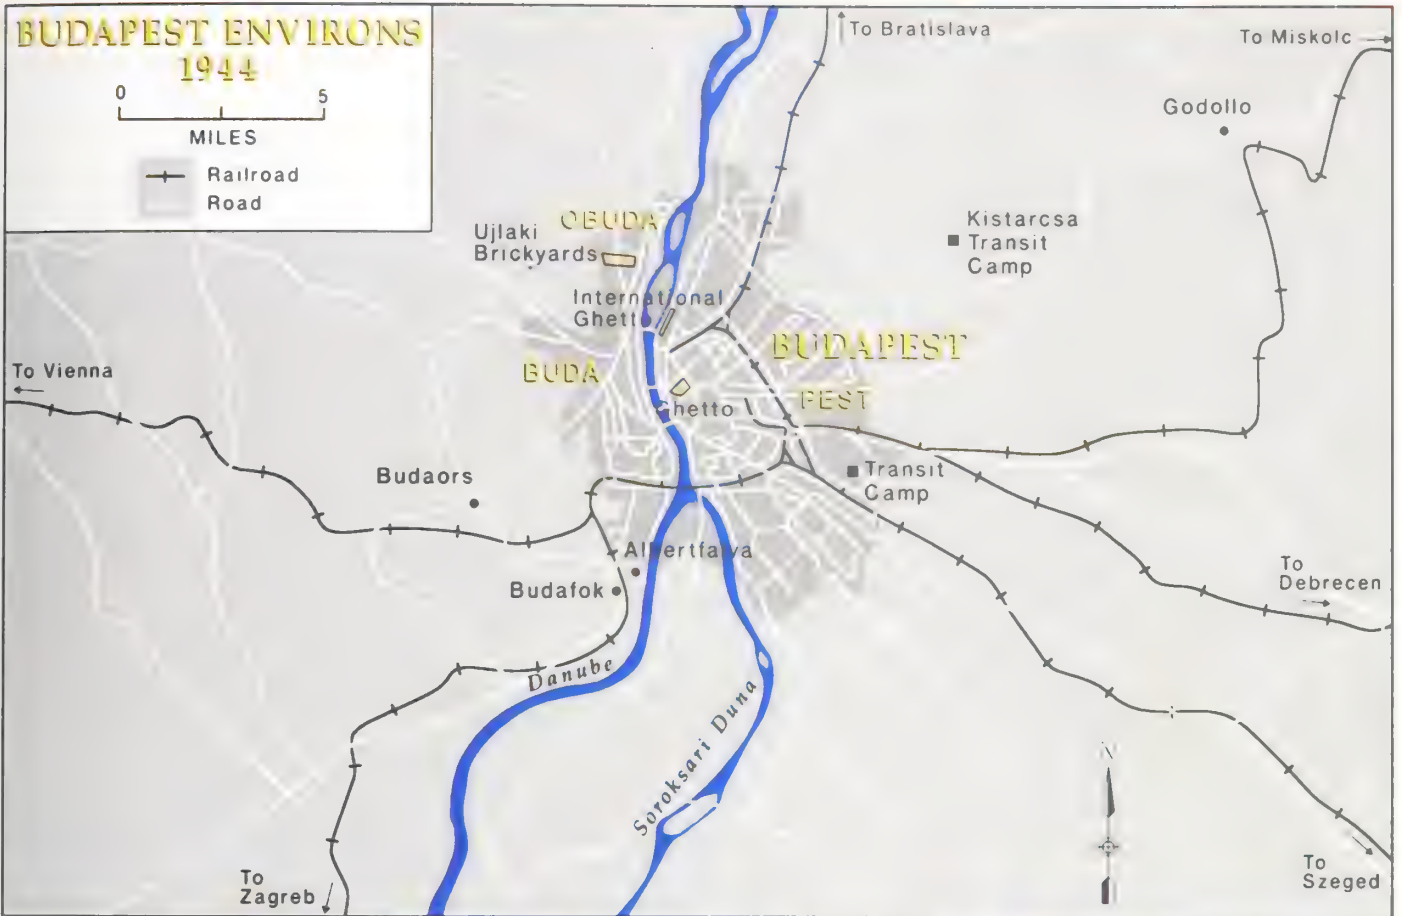 BUDAPEST ENVIRONS
1944
0 5
MILES
Railroad
Road
To Bratislava
To Miskolc
Godollo
Kistarcsa
Transit
Camp
OBUDA
Ujlaki
Brickyards
International
Ghetto
BUDAPEST
BUDA
PEST
To Vienna
Ghetto
Budaors
Transit
Camp
Albertfalva
Budafok
To
Debrecen
Danube
Soroksari Duna
N
To
Zagreb
To
Szeged